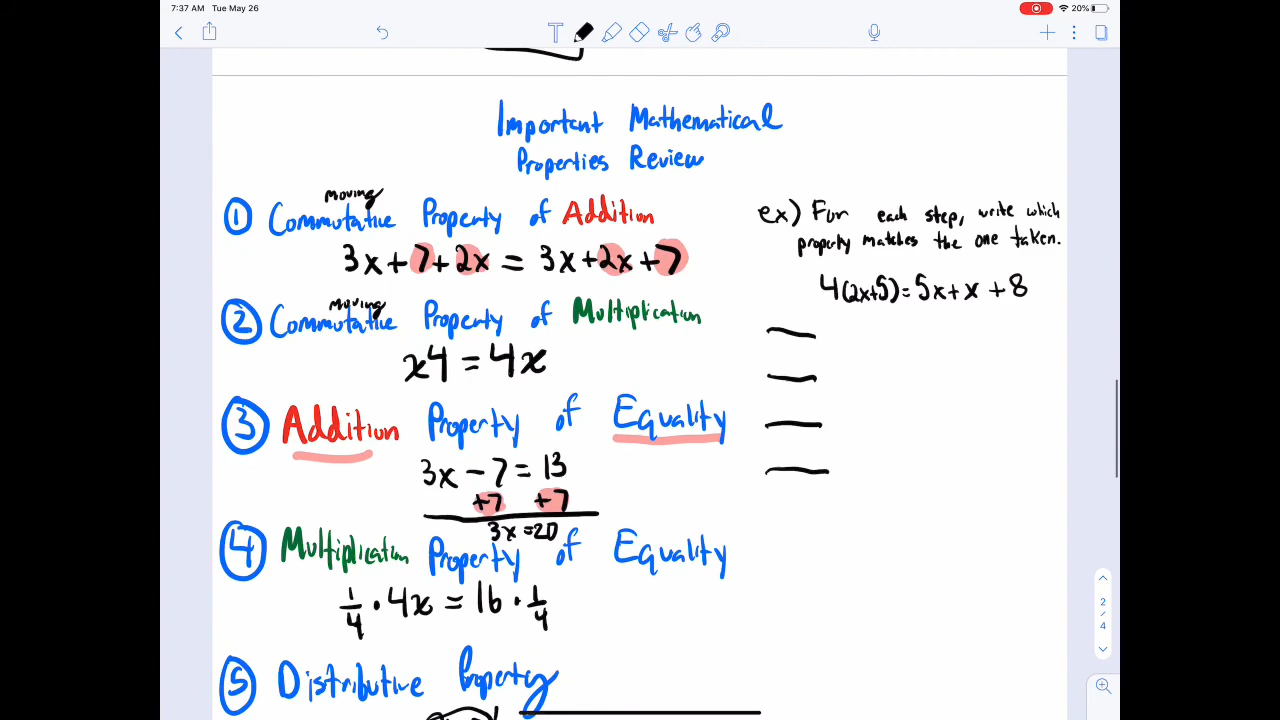 7:37 AM Tue May 26
20%
Important Mathematical
Properties Review
moving
① Commutative Property of Addition
3x + 7 + 2x = 3x + 2x + 7
moving
② Commutative Property of Multiplication
x4 = 4x
③ Addition Property of Equality
3x - 7 = 13
+7 +7
3x = 20
④ Multiplication Property of Equality
1/4 · 4x = 16 · 1/4
⑤ Distributive Property
ex) For each step, write which
property matches the one taken.
4(2x+5) = 5x + x + 8
2
4